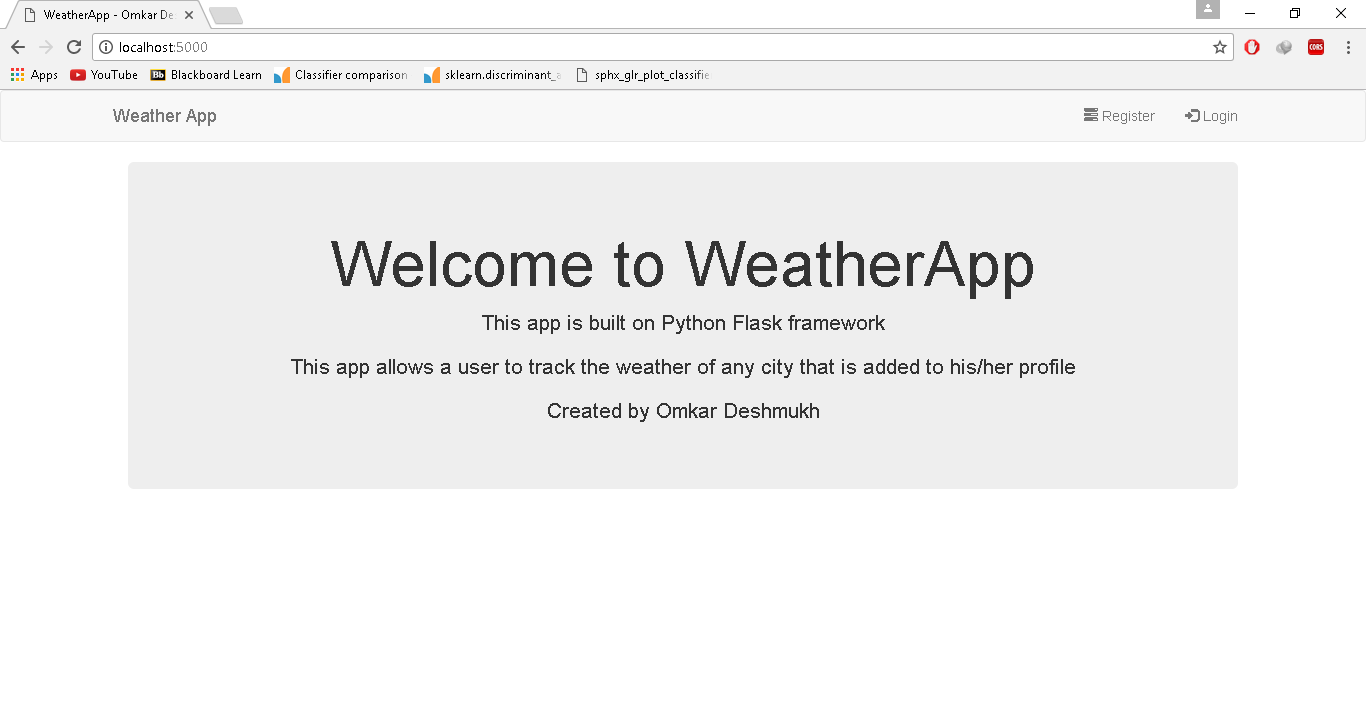 WeatherApp - Omkar De
localhost:5000
CORS
Apps YouTube Bb Blackboard Learn Classifier comparison sklearn.discriminant_a sphx_glr_plot_classifie
Weather App Register Login
Welcome to WeatherApp
This app is built on Python Flask framework
This app allows a user to track the weather of any city that is added to his/her profile
Created by Omkar Deshmukh